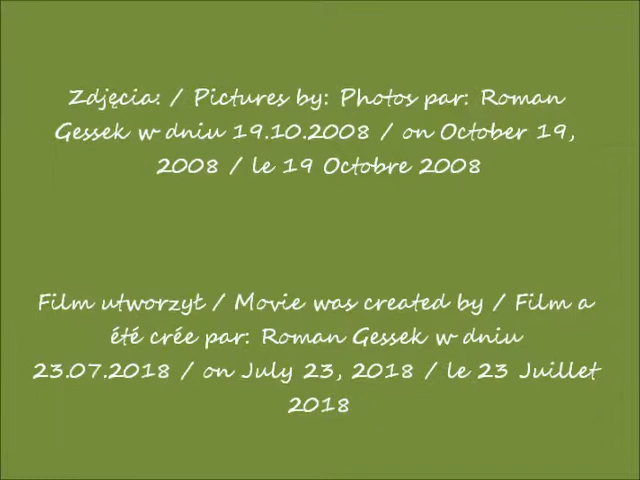 Zdjęcia: / Pictures by: Photos par: Roman
Gessek w dniu 19.10.2008 / on October 19,
2008 / le 19 Octobre 2008
Film utworzył / Movie was created by / Film a
été crée par: Roman Gessek w dniu
23.07.2018 / on July 23, 2018 / le 23 Juillet
2018